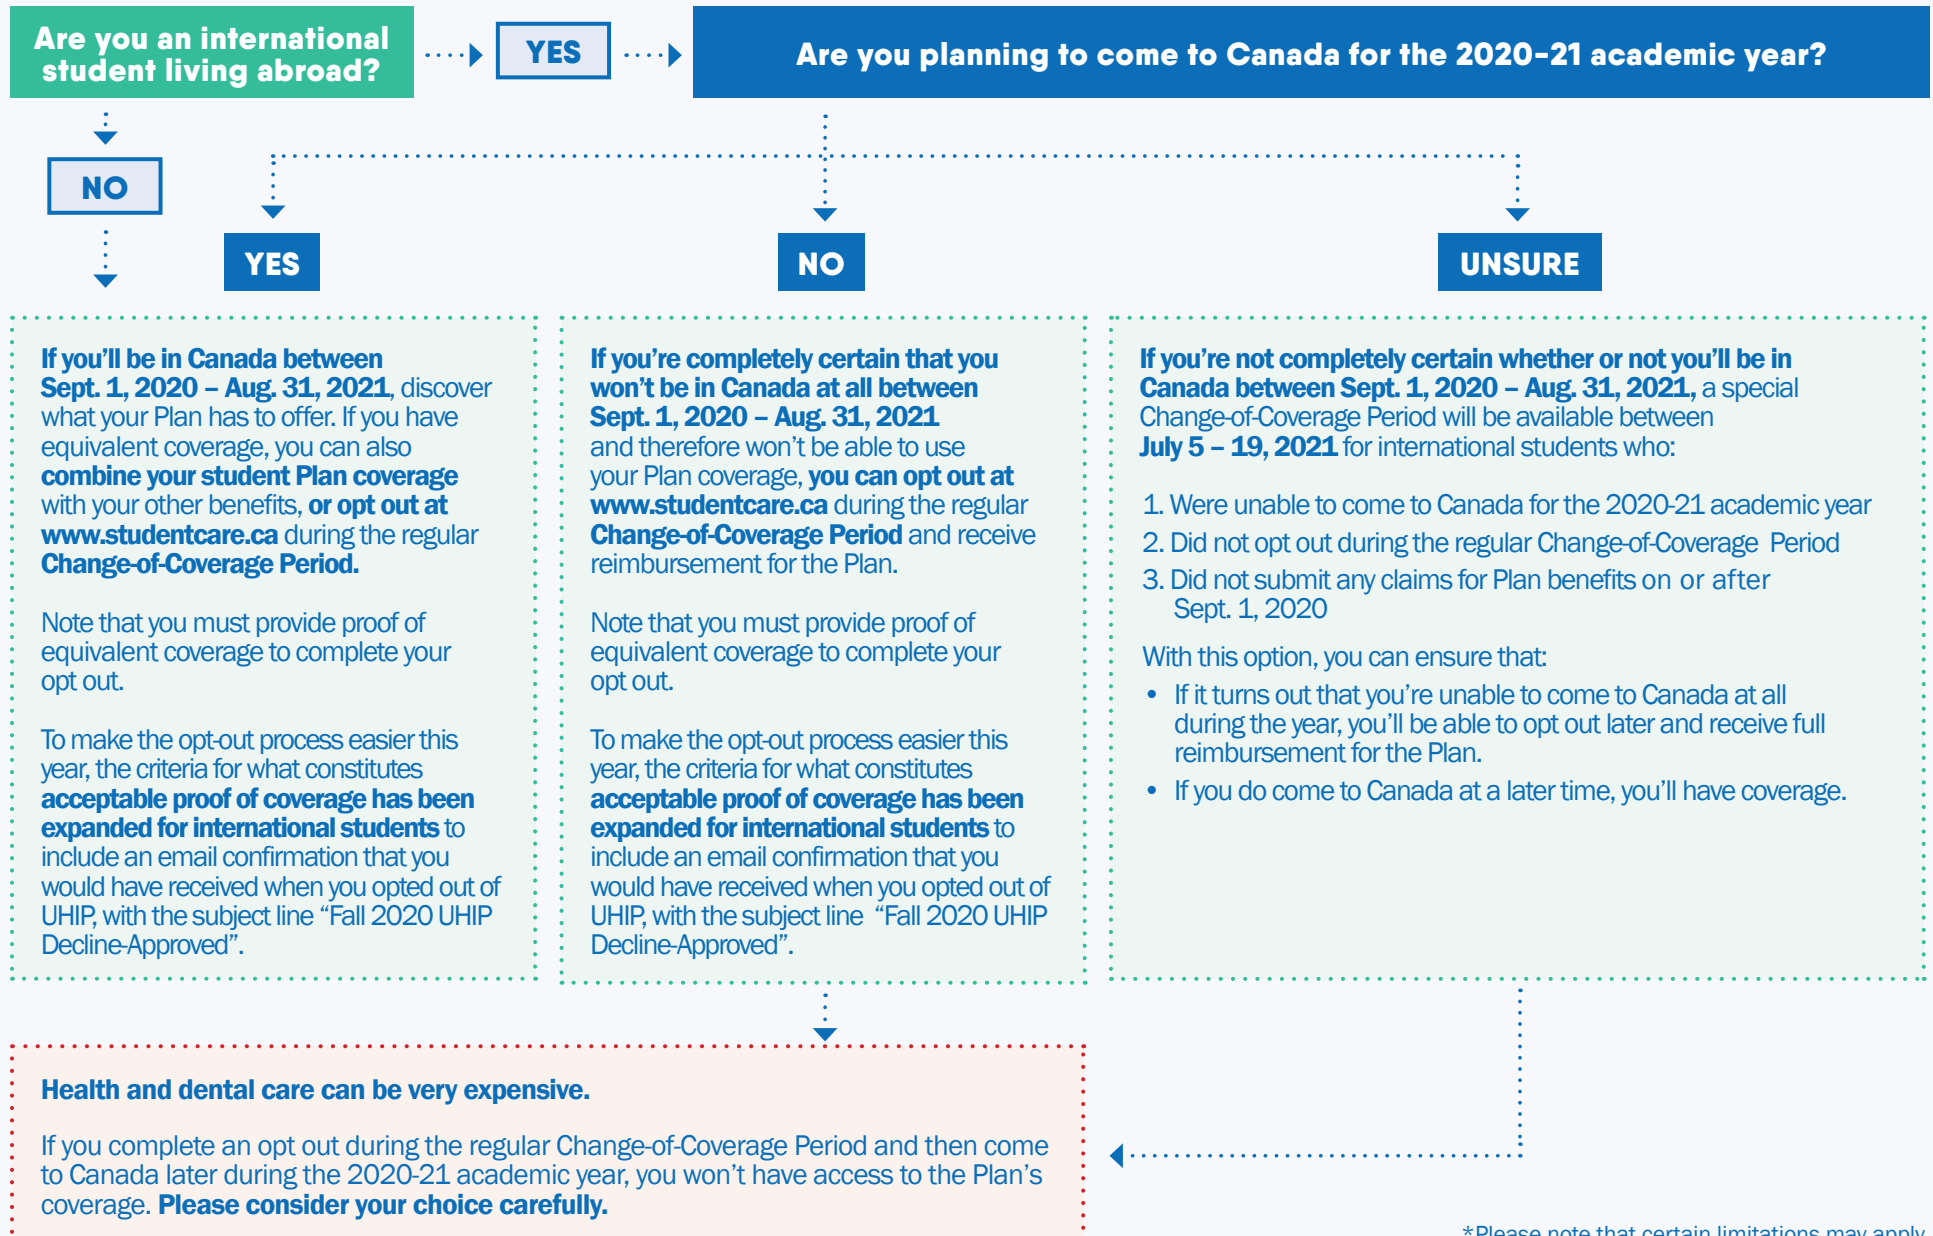 Are you an international
student living abroad?
YES
Are you planning to come to Canada for the 2020-21 academic year?
NO
YES
NO
UNSURE
If you'll be in Canada between
Sept. 1, 2020 – Aug. 31, 2021, discover
what your Plan has to offer. If you have
equivalent coverage, you can also
combine your student Plan coverage
with your other benefits, or opt out at
www.studentcare.ca during the regular
Change-of-Coverage Period.
Note that you must provide proof of
equivalent coverage to complete your
opt out.
To make the opt-out process easier this
year, the criteria for what constitutes
acceptable proof of coverage has been
expanded for international students to
include an email confirmation that you
would have received when you opted out of
UHIP, with the subject line “Fall 2020 UHIP
Decline-Approved”.
If you're completely certain that you
won't be in Canada at all between
Sept. 1, 2020 – Aug. 31, 2021
and therefore won't be able to use
your Plan coverage, you can opt out at
www.studentcare.ca during the regular
Change-of-Coverage Period and receive
reimbursement for the Plan.
Note that you must provide proof of
equivalent coverage to complete your
opt out.
To make the opt-out process easier this
year, the criteria for what constitutes
acceptable proof of coverage has been
expanded for international students to
include an email confirmation that you
would have received when you opted out of
UHIP, with the subject line “Fall 2020 UHIP
Decline-Approved”.
If you're not completely certain whether or not you'll be in
Canada between Sept. 1, 2020 – Aug. 31, 2021, a special
Change-of-Coverage Period will be available between
July 5 – 19, 2021 for international students who:
1. Were unable to come to Canada for the 2020-21 academic year
2. Did not opt out during the regular Change-of-Coverage Period
3. Did not submit any claims for Plan benefits on or after
Sept. 1, 2020
With this option, you can ensure that:
• If it turns out that you're unable to come to Canada at all
during the year, you'll be able to opt out later and receive full
reimbursement for the Plan.
• If you do come to Canada at a later time, you'll have coverage.
Health and dental care can be very expensive.
If you complete an opt out during the regular Change-of-Coverage Period and then come
to Canada later during the 2020-21 academic year, you won't have access to the Plan's
coverage. Please consider your choice carefully.
*Please note that certain limitations may apply